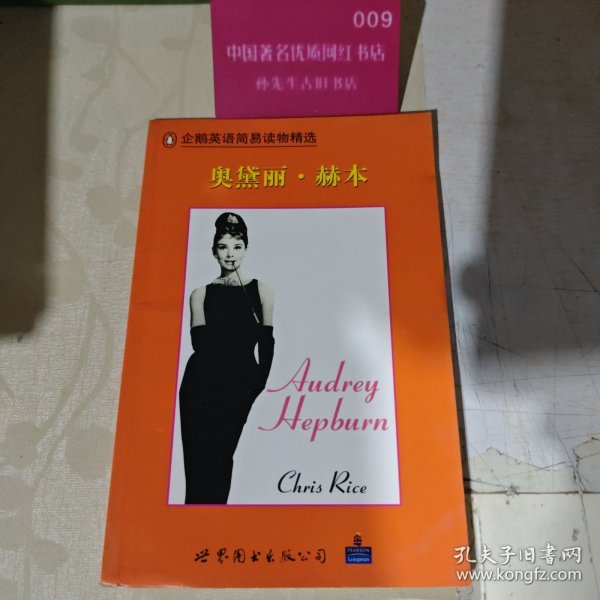 009
中国著名优质网红书店
孙先生古旧书店
企鹅英语简易读物精选
奥黛丽·赫本
Audrey
Hepburn
Chris Rice
世界图书出版公司
PEARSON
Longman
孔夫子旧书网
www.kongfz.com